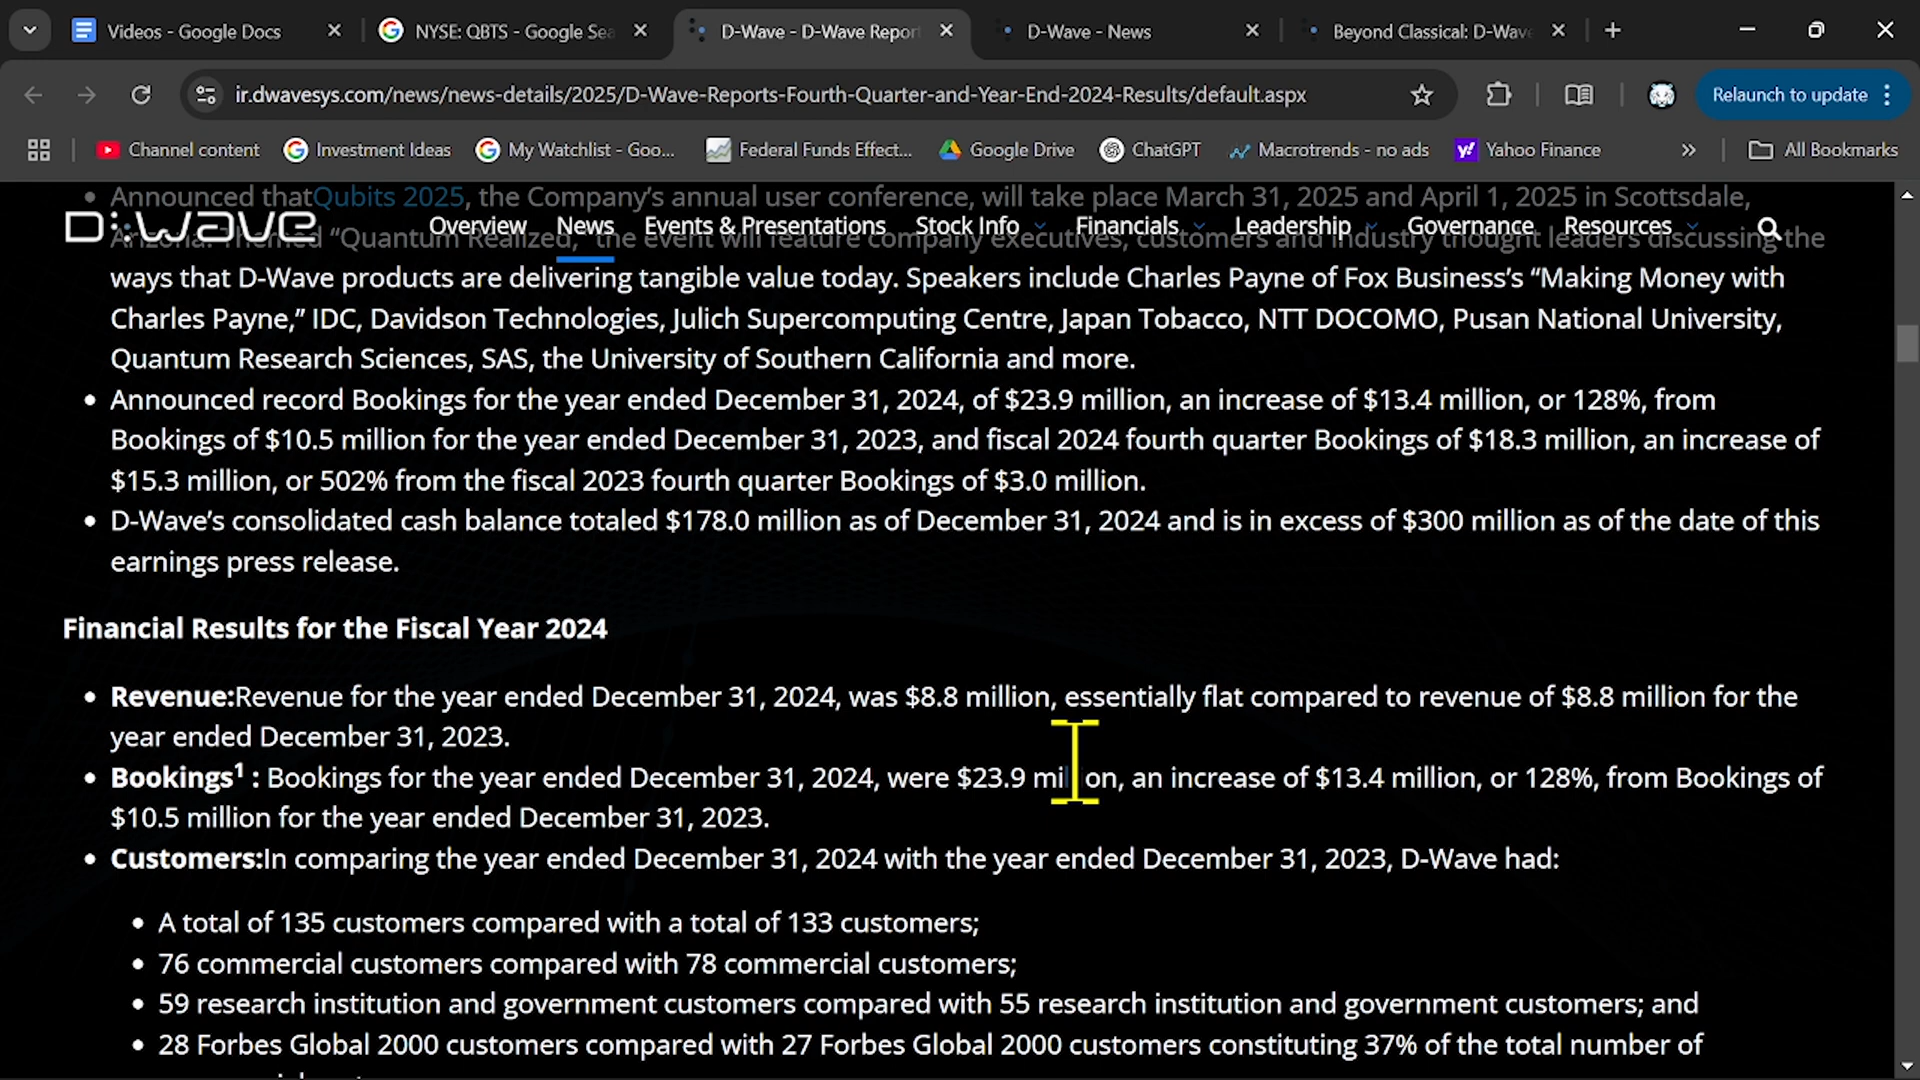 Videos - Google Docs
NYSE: QBTS - Google Sea
D-Wave - D-Wave Report
D-Wave - News
Beyond Classical: D-Wave
ir.dwavesys.com/news/news-details/2025/D-Wave-Reports-Fourth-Quarter-and-Year-End-2024-Results/default.aspx
Relaunch to update
Channel content
Investment Ideas
My Watchlist - Goo...
Federal Funds Effect...
Google Drive
ChatGPT
Macrotrends - no ads
Yahoo Finance
All Bookmarks
• Announced thatQubits 2025, the Company’s annual user conference, will take place March 31, 2025 and April 1, 2025 in Scottsdale,
D:Wave
Overview News Events & Presentations Stock Info Financials Leadership Governance Resources
“Quantum Realized,” the event will feature company executives, customers and industry thought leaders discussing the
ways that D-Wave products are delivering tangible value today. Speakers include Charles Payne of Fox Business’s “Making Money with
Charles Payne,” IDC, Davidson Technologies, Julich Supercomputing Centre, Japan Tobacco, NTT DOCOMO, Pusan National University,
Quantum Research Sciences, SAS, the University of Southern California and more.
• Announced record Bookings for the year ended December 31, 2024, of $23.9 million, an increase of $13.4 million, or 128%, from
Bookings of $10.5 million for the year ended December 31, 2023, and fiscal 2024 fourth quarter Bookings of $18.3 million, an increase of
$15.3 million, or 502% from the fiscal 2023 fourth quarter Bookings of $3.0 million.
• D-Wave’s consolidated cash balance totaled $178.0 million as of December 31, 2024 and is in excess of $300 million as of the date of this
earnings press release.
Financial Results for the Fiscal Year 2024
• Revenue:Revenue for the year ended December 31, 2024, was $8.8 million, essentially flat compared to revenue of $8.8 million for the
year ended December 31, 2023.
• Bookings¹ : Bookings for the year ended December 31, 2024, were $23.9 million, an increase of $13.4 million, or 128%, from Bookings of
$10.5 million for the year ended December 31, 2023.
• Customers:In comparing the year ended December 31, 2024 with the year ended December 31, 2023, D-Wave had:
• A total of 135 customers compared with a total of 133 customers;
• 76 commercial customers compared with 78 commercial customers;
• 59 research institution and government customers compared with 55 research institution and government customers; and
• 28 Forbes Global 2000 customers compared with 27 Forbes Global 2000 customers constituting 37% of the total number of